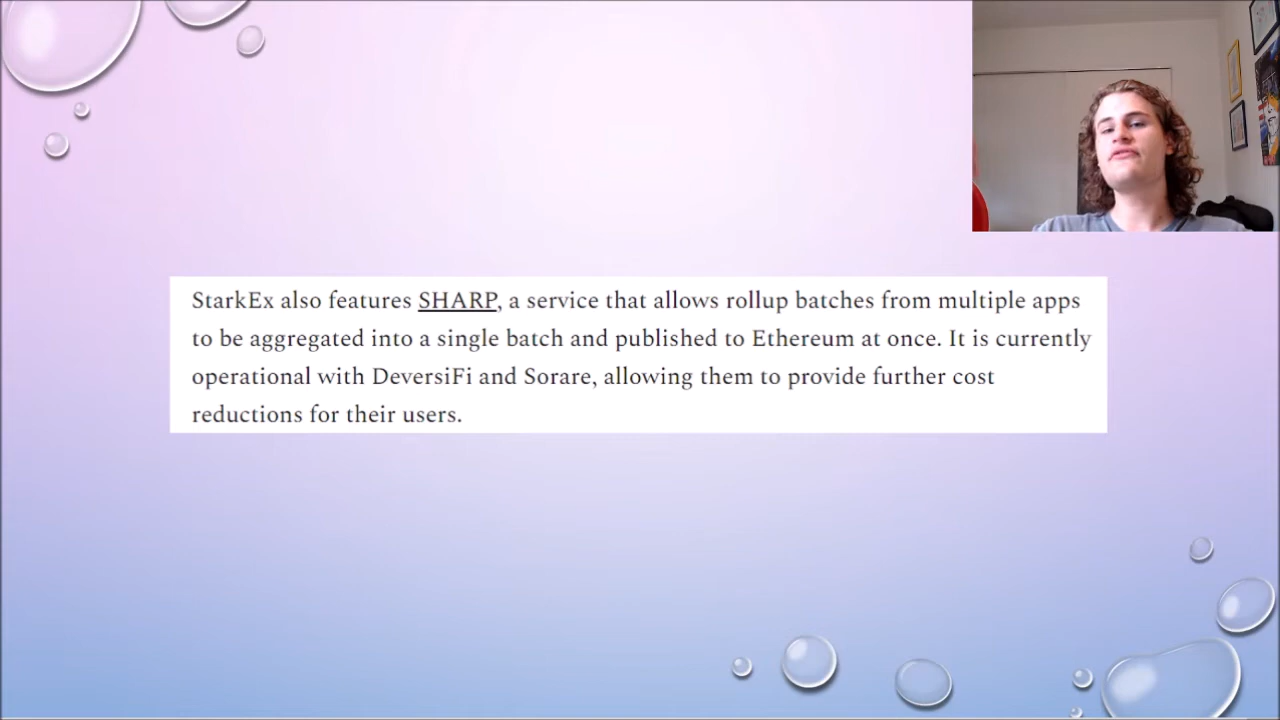 StarkEx also features SHARP, a service that allows rollup batches from multiple apps
to be aggregated into a single batch and published to Ethereum at once. It is currently
operational with DeversiFi and Sorare, allowing them to provide further cost
reductions for their users.